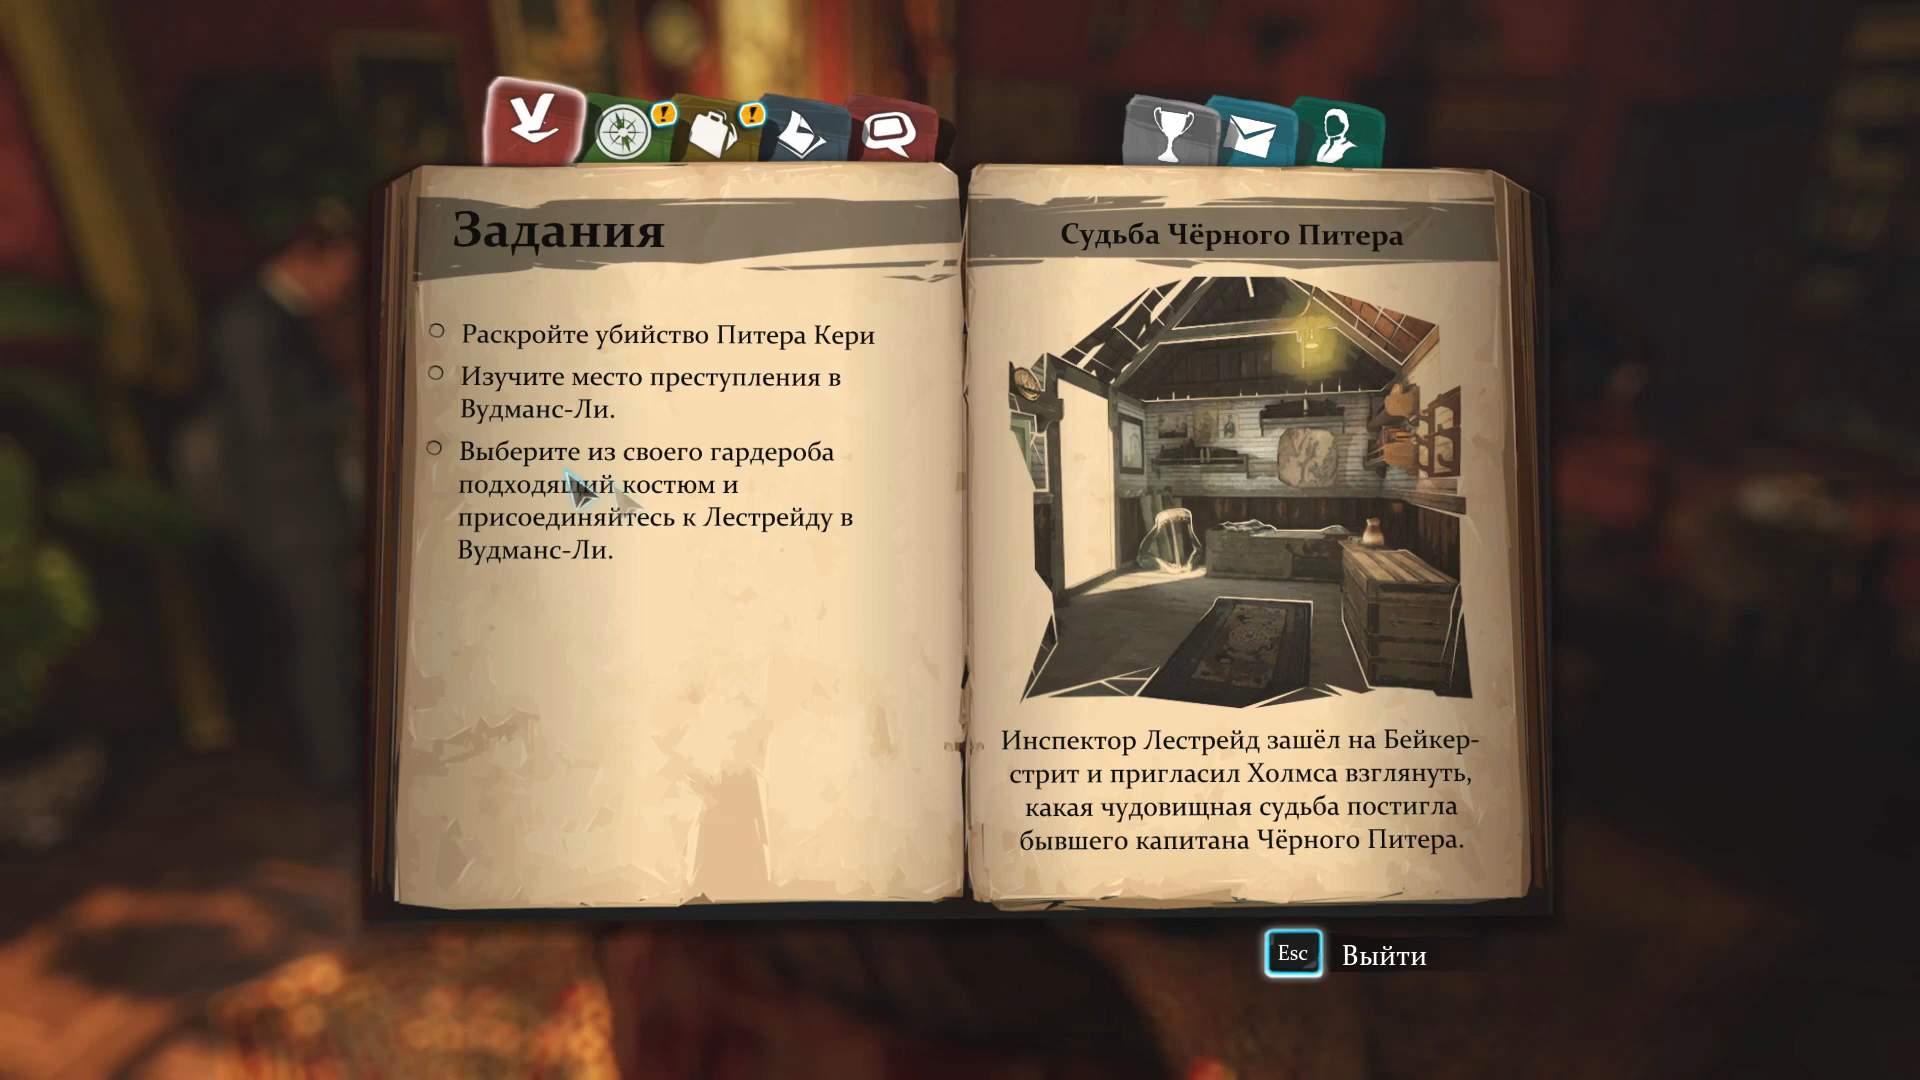 Задания
Раскройте убийство Питера Кери
Изучите место преступления в
Вудманс-Ли.
Выберите из своего гардероба
подходящий костюм и
присоединяйтесь к Лестрейду в
Вудманс-Ли.
Судьба Чёрного Питера
Инспектор Лестрейд зашёл на Бейкер-
стрит и пригласил Холмса взглянуть,
какая чудовищная судьба постигла
бывшего капитана Чёрного Питера.
Esc Выйти